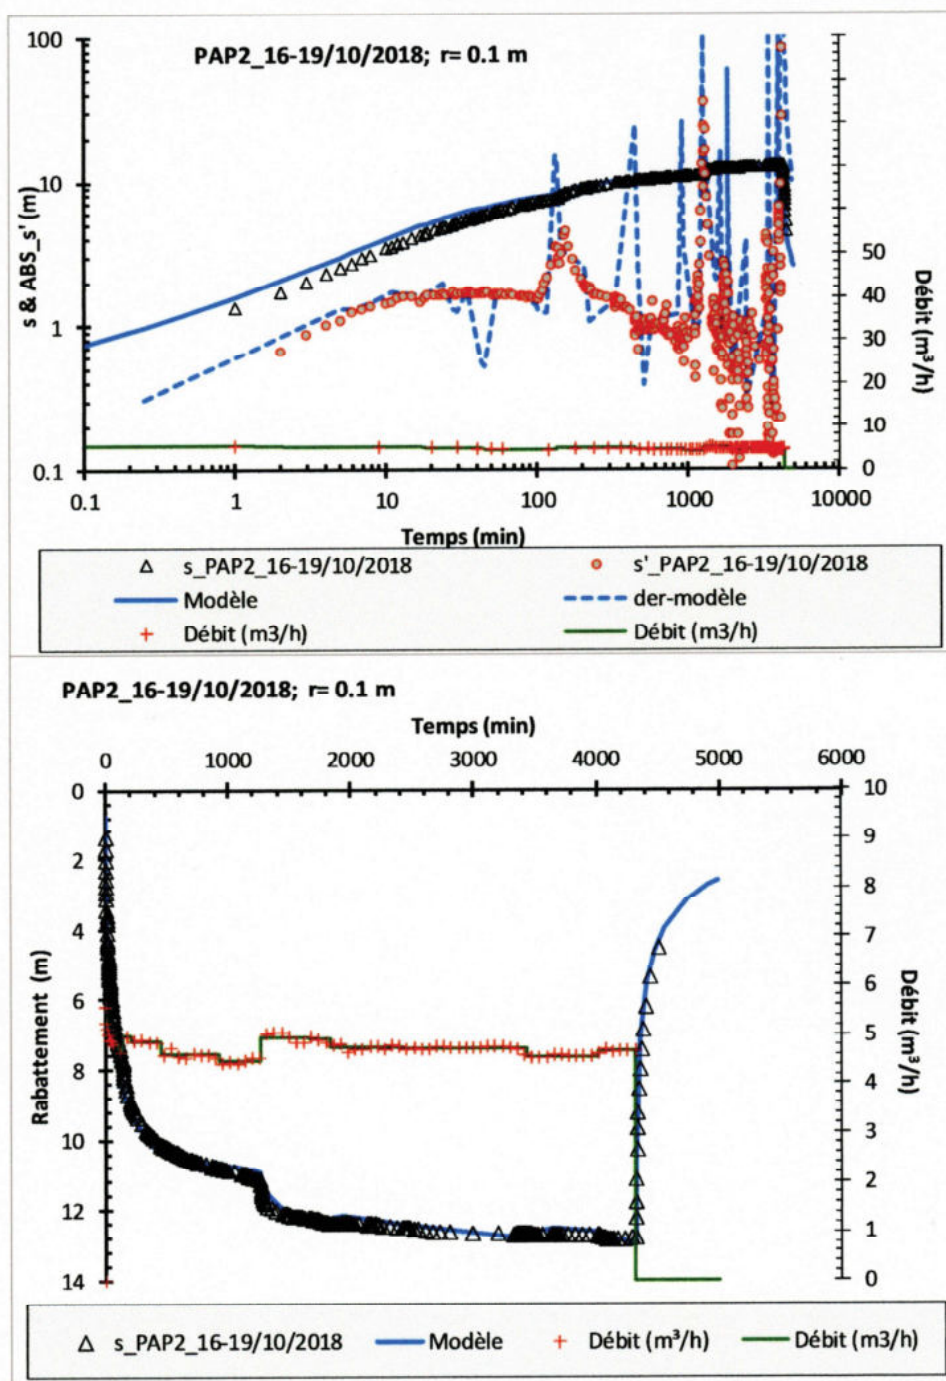 PAP2_16-19/10/2018; r= 0.1 m
s & ABS_s' (m)
100
10
1
0.1
0.1 1 10 100 1000 10000
Temps (min)
Débit (m³/h)
50
40
30
20
10
0
s_PAP2_16-19/10/2018 s'_PAP2_16-19/10/2018
Modèle der-modèle
Débit (m3/h) Débit (m3/h)
PAP2_16-19/10/2018; r= 0.1 m
Temps (min)
0 1000 2000 3000 4000 5000 6000
Rabattement (m)
0
2
4
6
8
10
12
14
Débit (m³/h)
10
9
8
7
6
5
4
3
2
1
0
s_PAP2_16-19/10/2018 Modèle Débit (m³/h) Débit (m3/h)